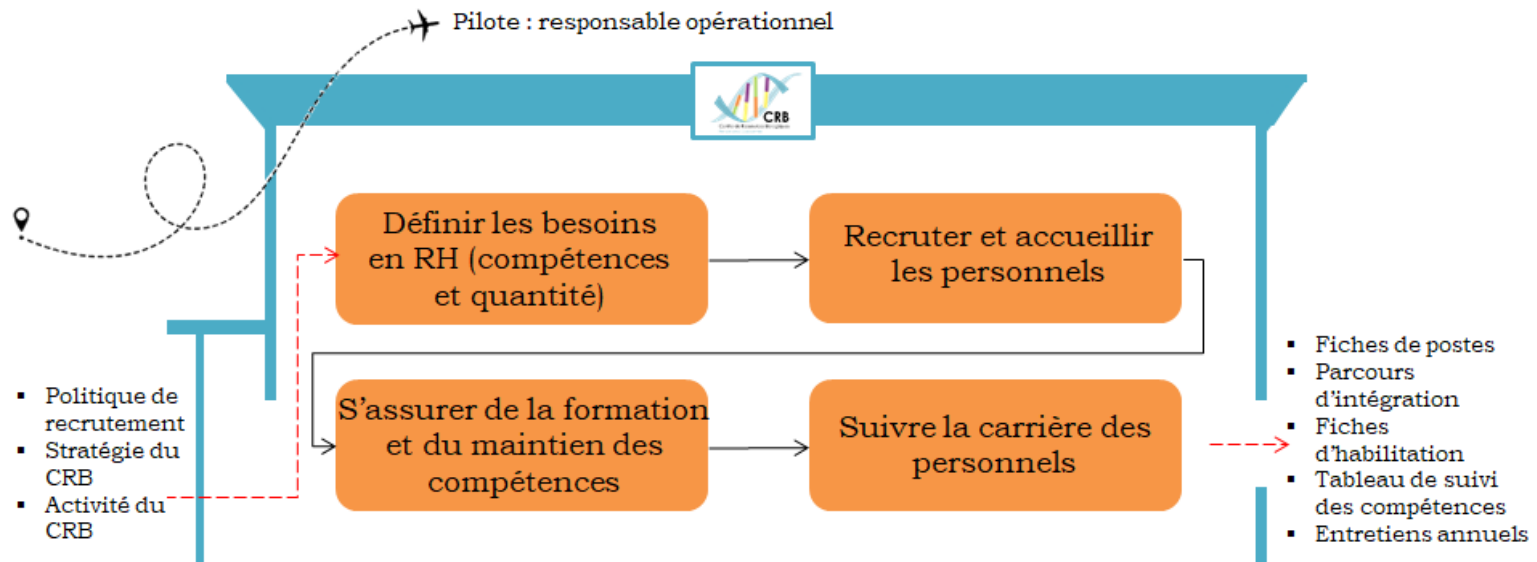 Pilote : responsable opérationnel
CRB
Définir les besoins
en RH (compétences
et quantité)
Recruter et accueillir
les personnels
S’assurer de la formation
et du maintien des
compétences
Suivre la carrière des
personnels
▪ Politique de
recrutement
▪ Stratégie du
CRB
▪ Activité du
CRB
▪ Fiches de postes
▪ Parcours
d’intégration
▪ Fiches
d’habilitation
▪ Tableau de suivi
des compétences
▪ Entretiens annuels